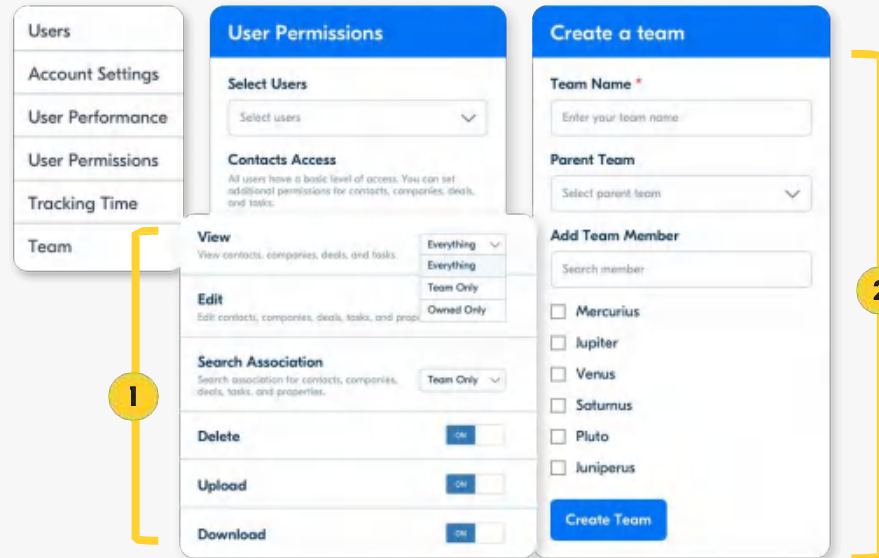 Users
Account Settings
User Performance
User Permissions
Tracking Time
Team
User Permissions
Select Users
Select users
Contacts Access
All users have a basic level of access. You can set
additional permissions for contacts, companies, deals,
and tasks.
View
View contacts, companies, deals, and tasks.
Everything
Everything
Team Only
Owned Only
Edit
Edit contacts, companies, deals, tasks, and prop
Search Association
Search association for contacts, companies,
deals, tasks, and properties.
Team Only
Delete
ON
Upload
ON
Download
ON
1
Create a team
Team Name *
Enter your team name
Parent Team
Select parent team
Add Team Member
Search member
Mercurius
Jupiter
Venus
Saturnus
Pluto
Juniperus
Create Team
2